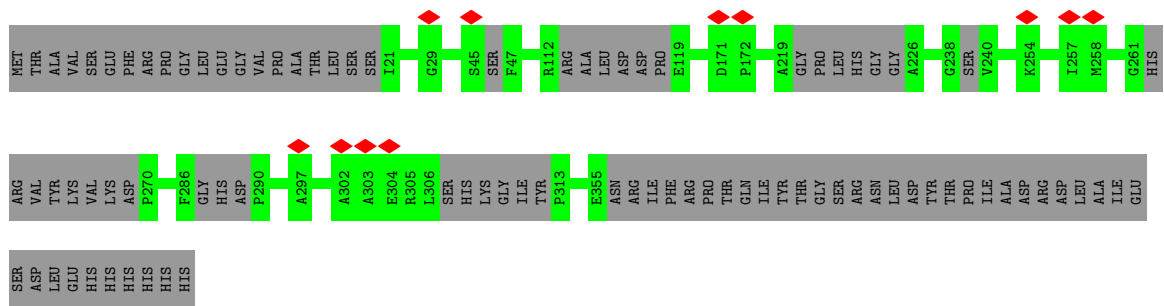 MET THR ALA VAL SER GLU PHE ARG PRO GLY LEU GLU GLY VAL PRO ALA THR LEU SER SER I21 G29 S45 SER F47 R112 ARG ALA LEU ASP ASP PRO E119 D171 P172 A219 GLY PRO LEU HIS GLY GLY A226 G238 SER V240 K254 I257 M258 G261 HIS
ARG VAL TYR LYS VAL LYS ASP P270 F286 GLY HIS ASP P290 A297 A302 A303 E304 R305 L306 SER HIS LYS GLY ILE TYR P313 E355 ASN ARG ILE PHE ARG PRO THR GLN ILE TYR THR GLY SER ARG ASN LEU ASP TYR THR PRO ILE ALA ASP ARG ASP LEU ALA ILE GLU
SER ASP LEU GLU HIS HIS HIS HIS HIS HIS